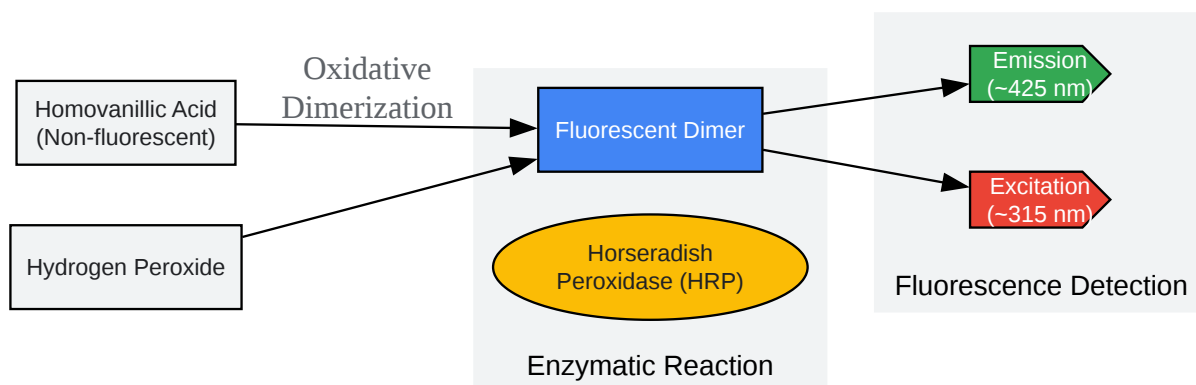 Homovanillic Acid
(Non-fluorescent)
Hydrogen Peroxide
Oxidative
Dimerization
Fluorescent Dimer
Horseradish
Peroxidase (HRP)
Enzymatic Reaction
Emission
(~425 nm)
Excitation
(~315 nm)
Fluorescence Detection